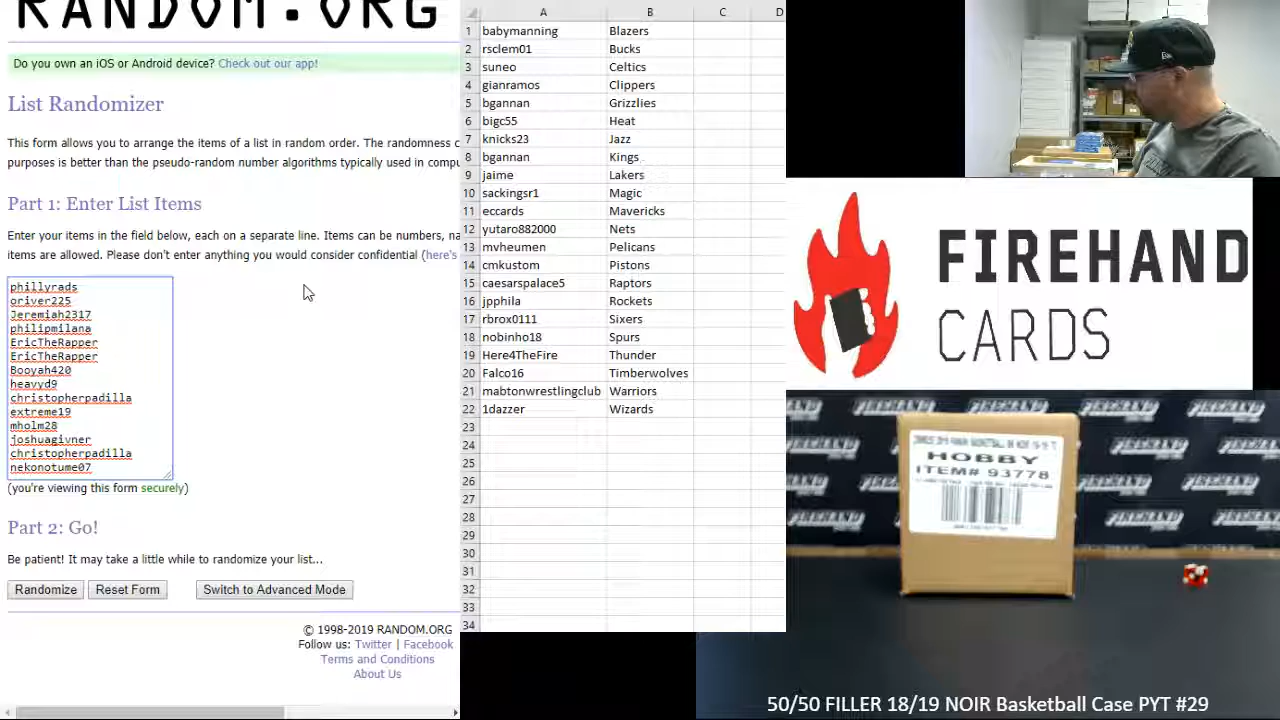 RANDOM.ORG
Do you own an iOS or Android device? Check out our app!
List Randomizer
This form allows you to arrange the items of a list in random order. The randomness c
purposes is better than the pseudo-random number algorithms typically used in compu
Part 1: Enter List Items
Enter your items in the field below, each on a separate line. Items can be numbers, na
items are allowed. Please don't enter anything you would consider confidential (here's
phillyrads
oriver225
Jeremiah2317
philipmilana
EricTheRapper
EricTheRapper
Booyah420
heavyd9
christopherpadilla
extreme19
mholm28
joshuagivner
christopherpadilla
nekonotume07
(you're viewing this form securely)
Part 2: Go!
Be patient! It may take a little while to randomize your list...
Randomize Reset Form Switch to Advanced Mode
© 1998-2019 RANDOM.ORG
Follow us: Twitter | Facebook
Terms and Conditions
About Us
A B C D
1 babymanning Blazers
2 rsclem01 Bucks
3 suneo Celtics
4 gianramos Clippers
5 bgannan Grizzlies
6 bigc55 Heat
7 knicks23 Jazz
8 bgannan Kings
9 jaime Lakers
10 sackingsr1 Magic
11 eccards Mavericks
12 yutaro882000 Nets
13 mvheumen Pelicans
14 cmkustom Pistons
15 caesarspalace5 Raptors
16 jpphila Rockets
17 rbrox0111 Sixers
18 nobinho18 Spurs
19 Here4TheFire Thunder
20 Falco16 Timberwolves
21 mabtonwrestlingclub Warriors
22 1dazzer Wizards
23
24
25
26
27
28
29
30
31
32
33
34
FIREHAND
CARDS
HOBBY
ITEM# 93778
50/50 FILLER 18/19 NOIR Basketball Case PYT #29